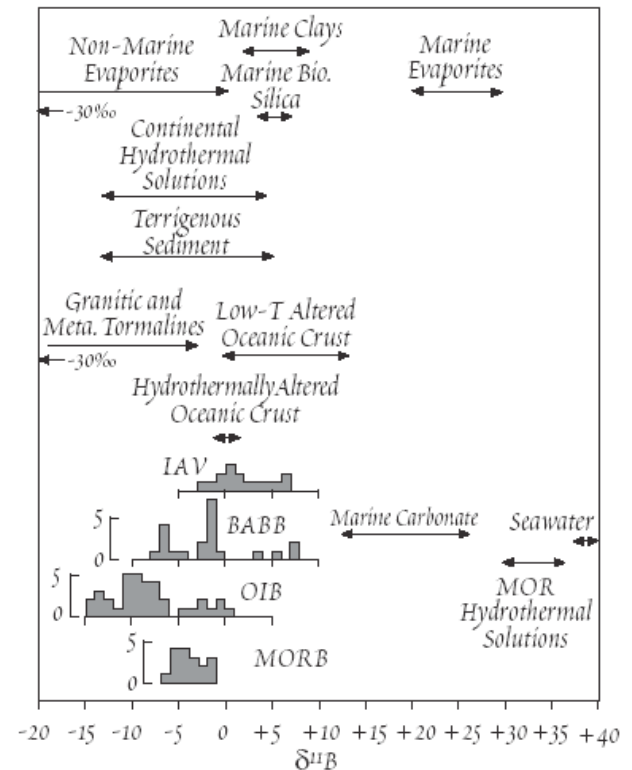 Marine Clays
Non-Marine
Evaporites
Marine
Evaporites
Marine Bio.
Silica
-30‰
Continental
Hydrothermal
Solutions
Terrigenous
Sediment
Granitic and
Meta. Tormalines
Low-T Altered
Oceanic Crust
-30‰
Hydrothermally Altered
Oceanic Crust
IAV
5
0
BABB
Marine Carbonate
Seawater
5
0
OIB
MOR
Hydrothermal
Solutions
5
0
MORB
-20 -15 -10 -5 0 +5 +10 +15 +20 +25 +30 +35 +40
δ¹¹B